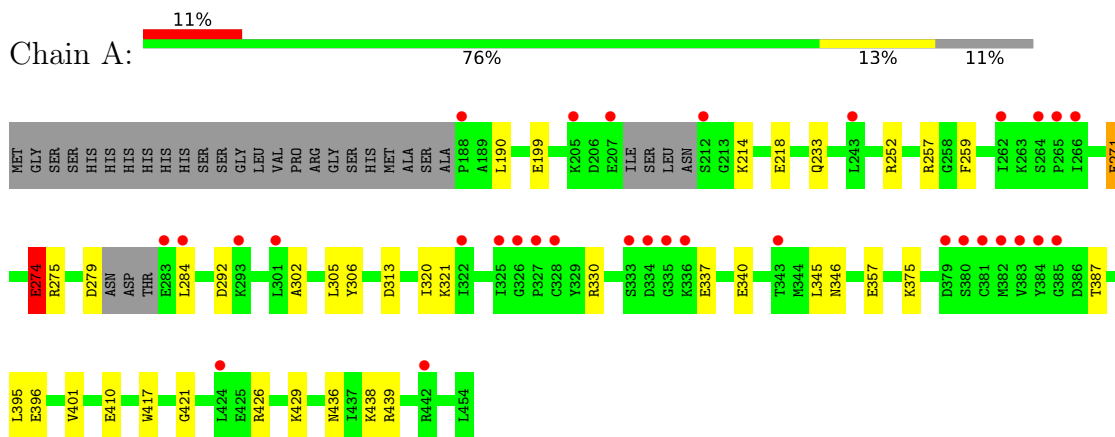 11%
Chain A:
76% 13% 11%
MET GLY SER SER HIS HIS HIS HIS HIS HIS SER SER GLY LEU VAL PRO ARG GLY SER HIS MET ALA SER ALA P188 A189 L190 E199 K205 D206 E207 ILE SER LEU ASN S212 G213 K214 E218 Q233 L243 R252 R257 G258 F259 I262 K263 S264 P265 I266
E274 R275 D279 ASN ASP THR E283 L284 D292 K293 L301 A302 L305 Y306 D313 I320 K321 I322 I325 G326 P327 C328 Y329 R330 S333 D334 G335 K336 E337 E340 T343 M344 L345 N346 E357 K375 D379 S380 C381 M382 V383 Y384 G385 D386 T387
L395 E396 V401 E410 W417 G421 L424 E425 R426 K429 N436 I437 K438 R439 R442 L454